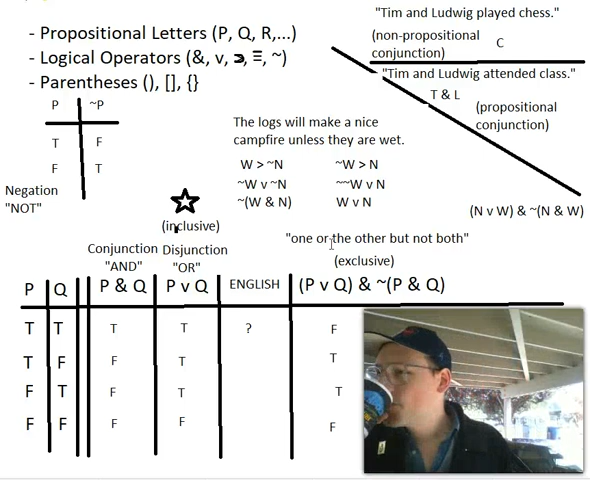 - Propositional Letters (P, Q, R,...)
- Logical Operators (&, v, ⊃, ≡, ~)
- Parentheses (), [], {}
"Tim and Ludwig played chess."
(non-propositional
conjunction)
C
"Tim and Ludwig attended class."
T & L
(propositional
conjunction)
P ~P
T F
F T
Negation
"NOT"
The logs will make a nice
campfire unless they are wet.
W > ~N ~W > N
~W v ~N ~~W v N
~(W & N) W v N
(N v W) & ~(N & W)
(inclusive)
"one or the other but not both"
(exclusive)
Conjunction Disjunction
"AND" "OR"
P Q P & Q P v Q ENGLISH (P v Q) & ~(P & Q)
T T T T ? F
T F F T T
F T F T T
F F F F F